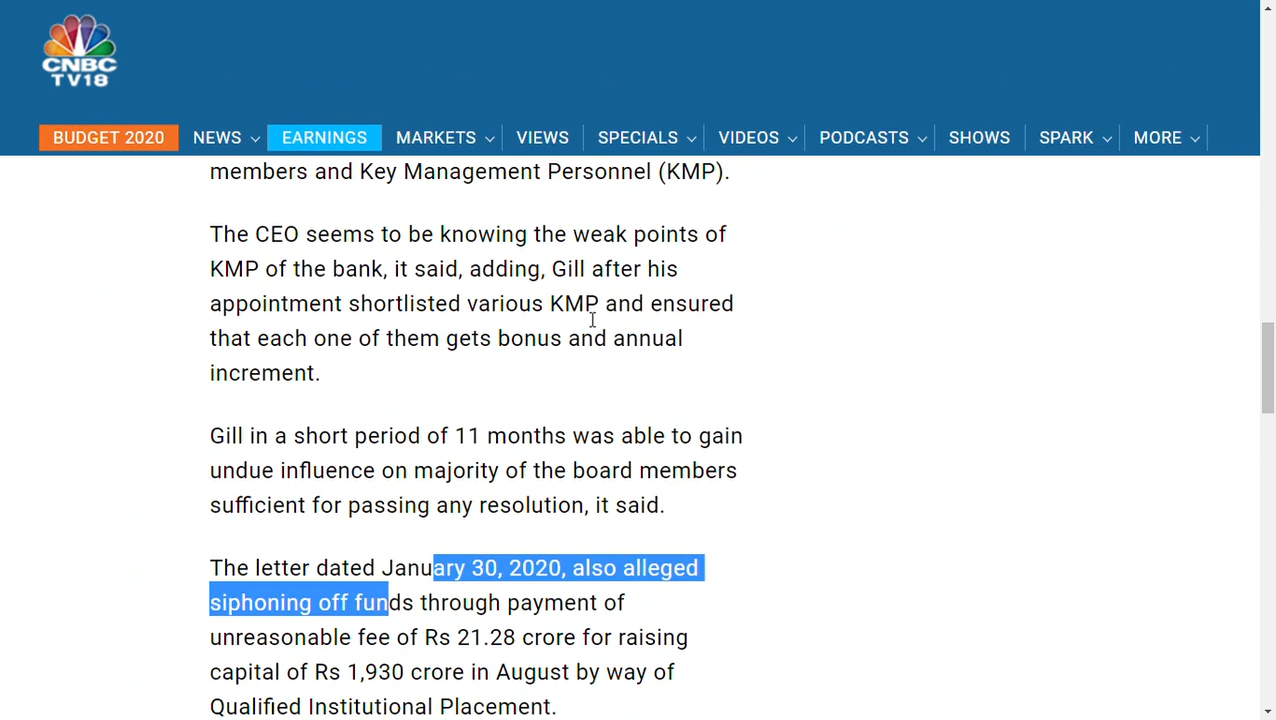 CNBC
TV18
BUDGET 2020 NEWS EARNINGS MARKETS VIEWS SPECIALS VIDEOS PODCASTS SHOWS SPARK MORE
members and Key Management Personnel (KMP).
The CEO seems to be knowing the weak points of
KMP of the bank, it said, adding, Gill after his
appointment shortlisted various KMP and ensured
that each one of them gets bonus and annual
increment.
Gill in a short period of 11 months was able to gain
undue influence on majority of the board members
sufficient for passing any resolution, it said.
The letter dated January 30, 2020, also alleged
siphoning off funds through payment of
unreasonable fee of Rs 21.28 crore for raising
capital of Rs 1,930 crore in August by way of
Qualified Institutional Placement.